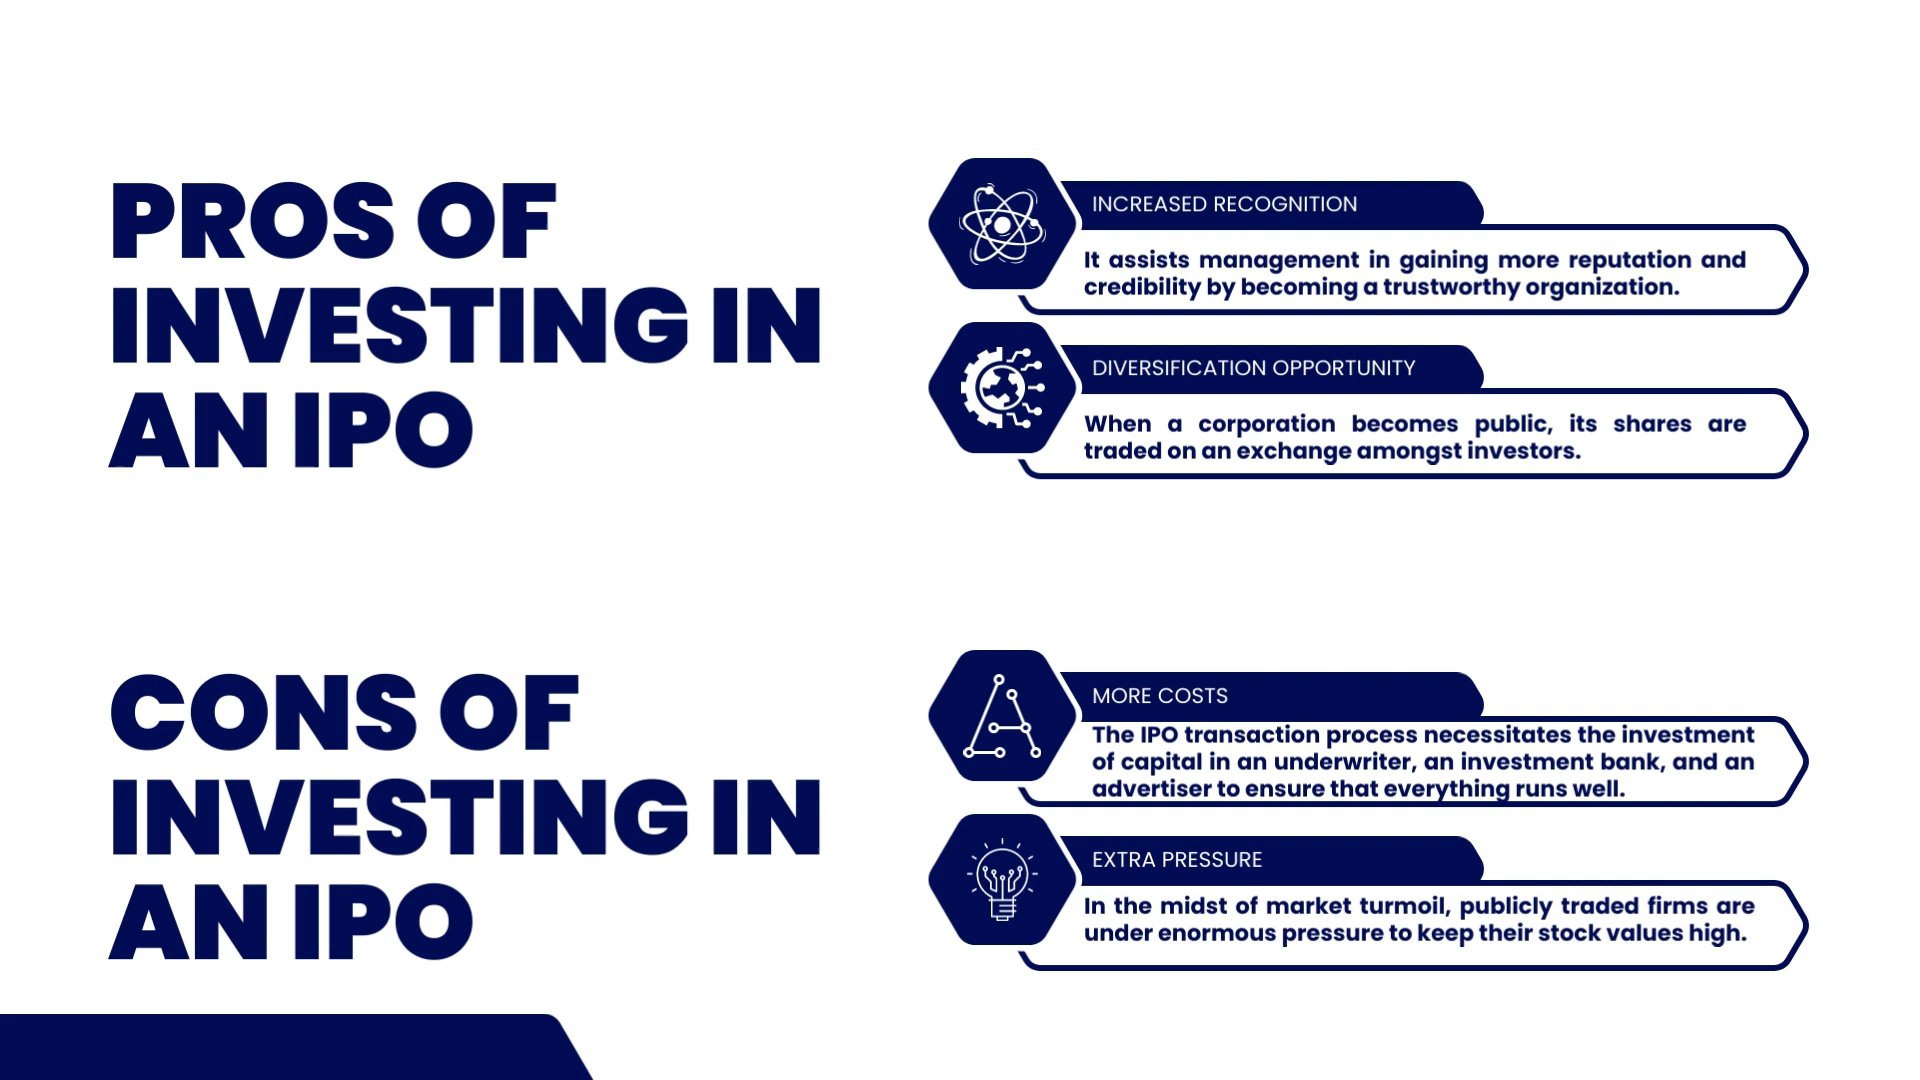 PROS OF
INVESTING IN
AN IPO
INCREASED RECOGNITION
It assists management in gaining more reputation and
credibility by becoming a trustworthy organization.
DIVERSIFICATION OPPORTUNITY
When a corporation becomes public, its shares are
traded on an exchange amongst investors.
CONS OF
INVESTING IN
AN IPO
MORE COSTS
The IPO transaction process necessitates the investment
of capital in an underwriter, an investment bank, and an
advertiser to ensure that everything runs well.
EXTRA PRESSURE
In the midst of market turmoil, publicly traded firms are
under enormous pressure to keep their stock values high.